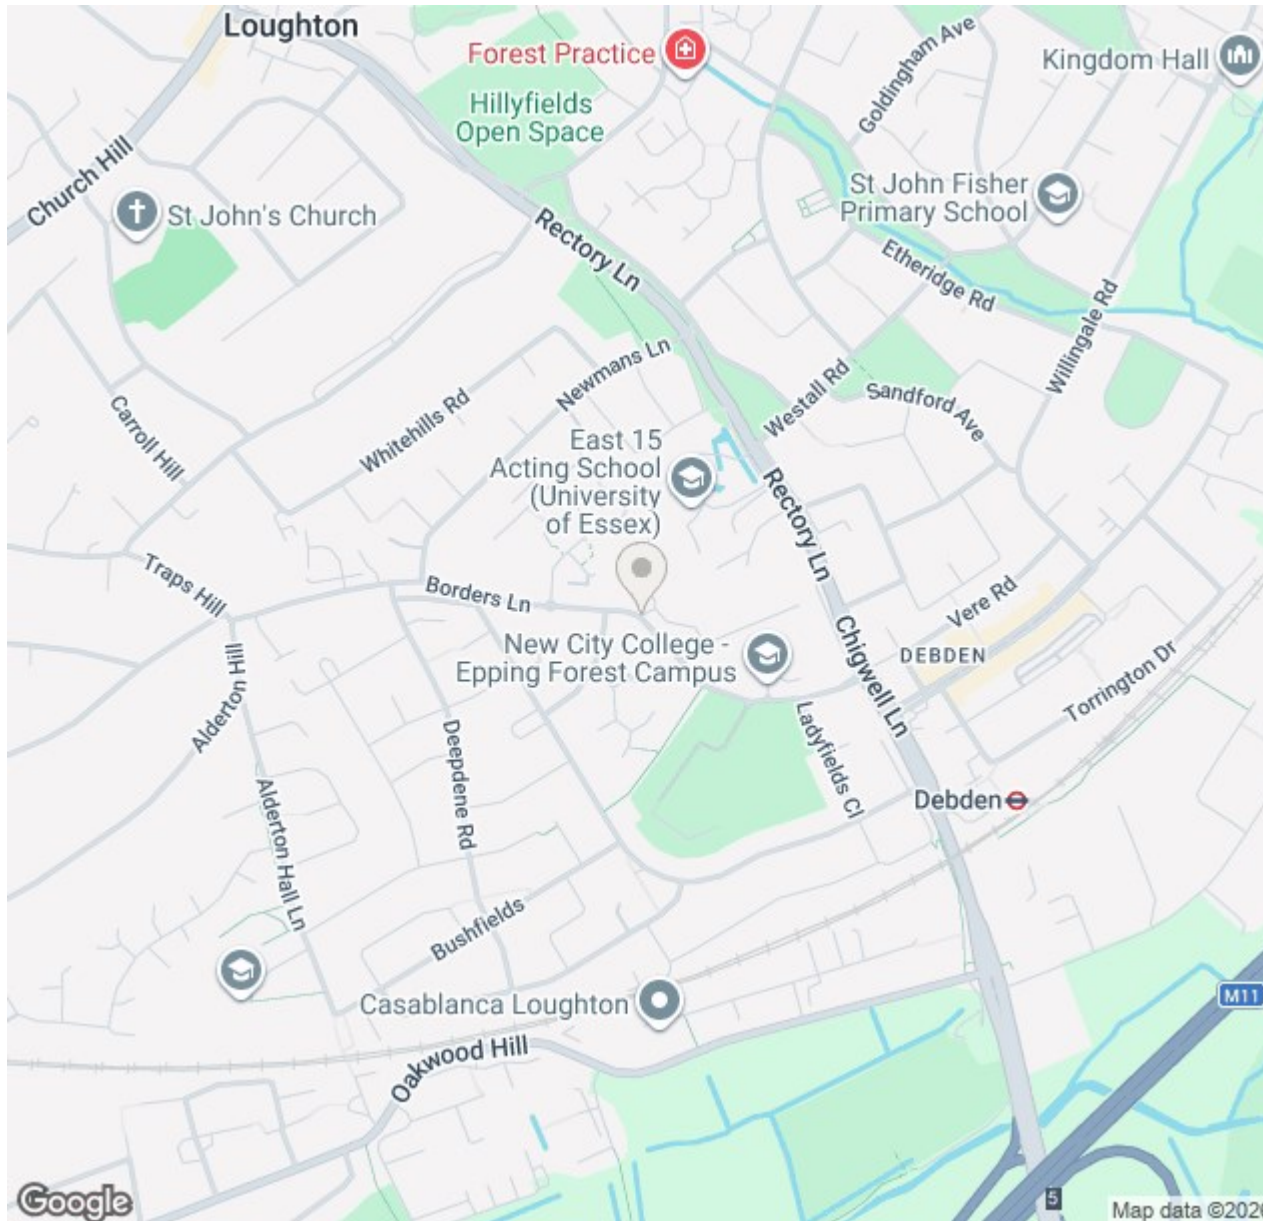 Loughton
Forest Practice
Goldingham Ave
Kingdom Hall
Hillyfields
Open Space
Church Hill
St John's Church
St John Fisher
Primary School
Rectory Ln
Etheridge Rd
Willingale Rd
Newmans Ln
Westall Rd
Sandford Ave
Carroll Hill
Whitehills Rd
East 15
Acting School
(University
of Essex)
Rectory Ln
Traps Hill
Borders Ln
Vere Rd
New City College -
Epping Forest Campus
Chigwell Ln
DEBDEN
Alderton Hill
Torrington Dr
Deepdene Rd
Ladyfields Cl
Alderton Hall Ln
Debden
Bushfields
Casablanca Loughton
M11
Oakwood Hill
5
Google
Map data ©2026